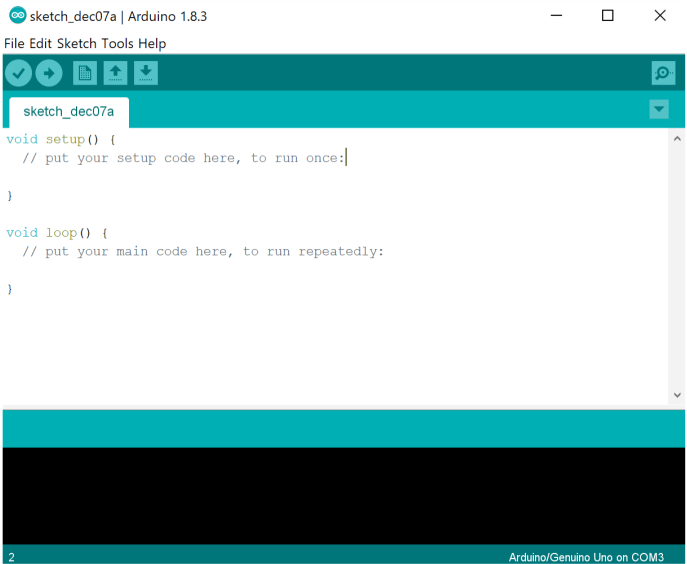 sketch_dec07a | Arduino 1.8.3
File Edit Sketch Tools Help
sketch_dec07a
void setup() {
  // put your setup code here, to run once:

}

void loop() {
  // put your main code here, to run repeatedly:

}
2
Arduino/Genuino Uno on COM3